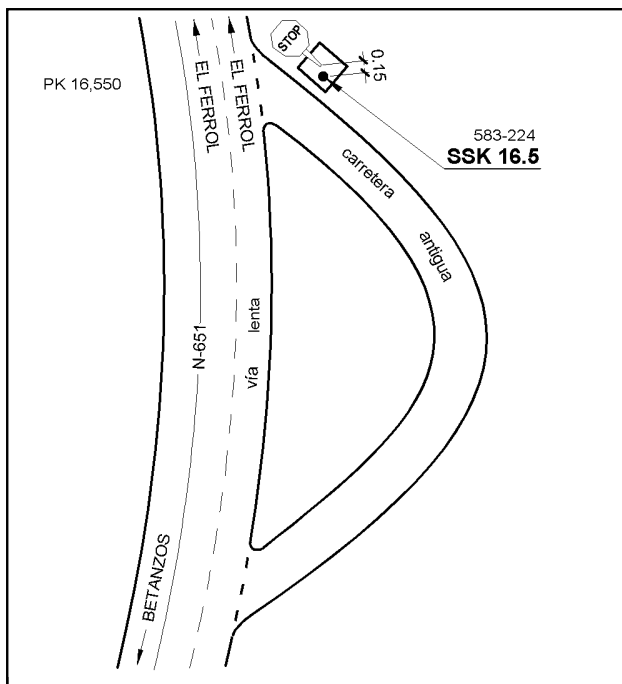 STOP
0.15
PK 16,550
EL FERROL
EL FERROL
583-224
SSK 16.5
carretera
antigua
N-651
vía lenta
BETANZOS